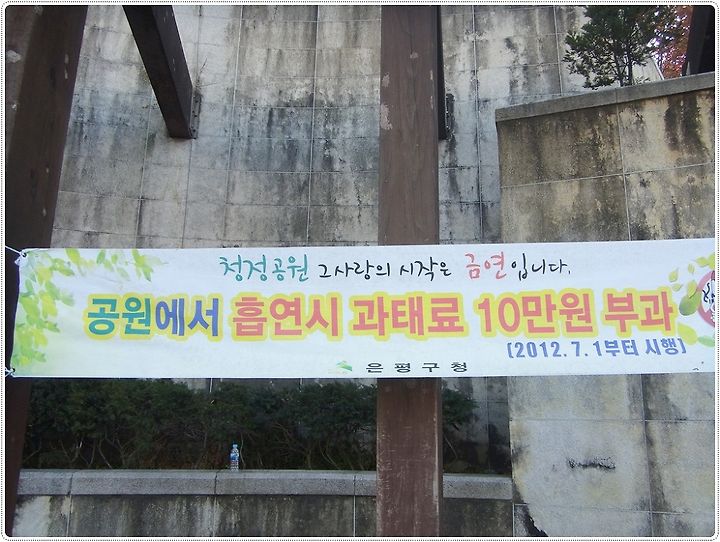 청정공원 그사랑의 시작은 금연입니다.
공원에서 흡연시 과태료 10만원 부과
[2012.7.1부터 시행]
은평구청